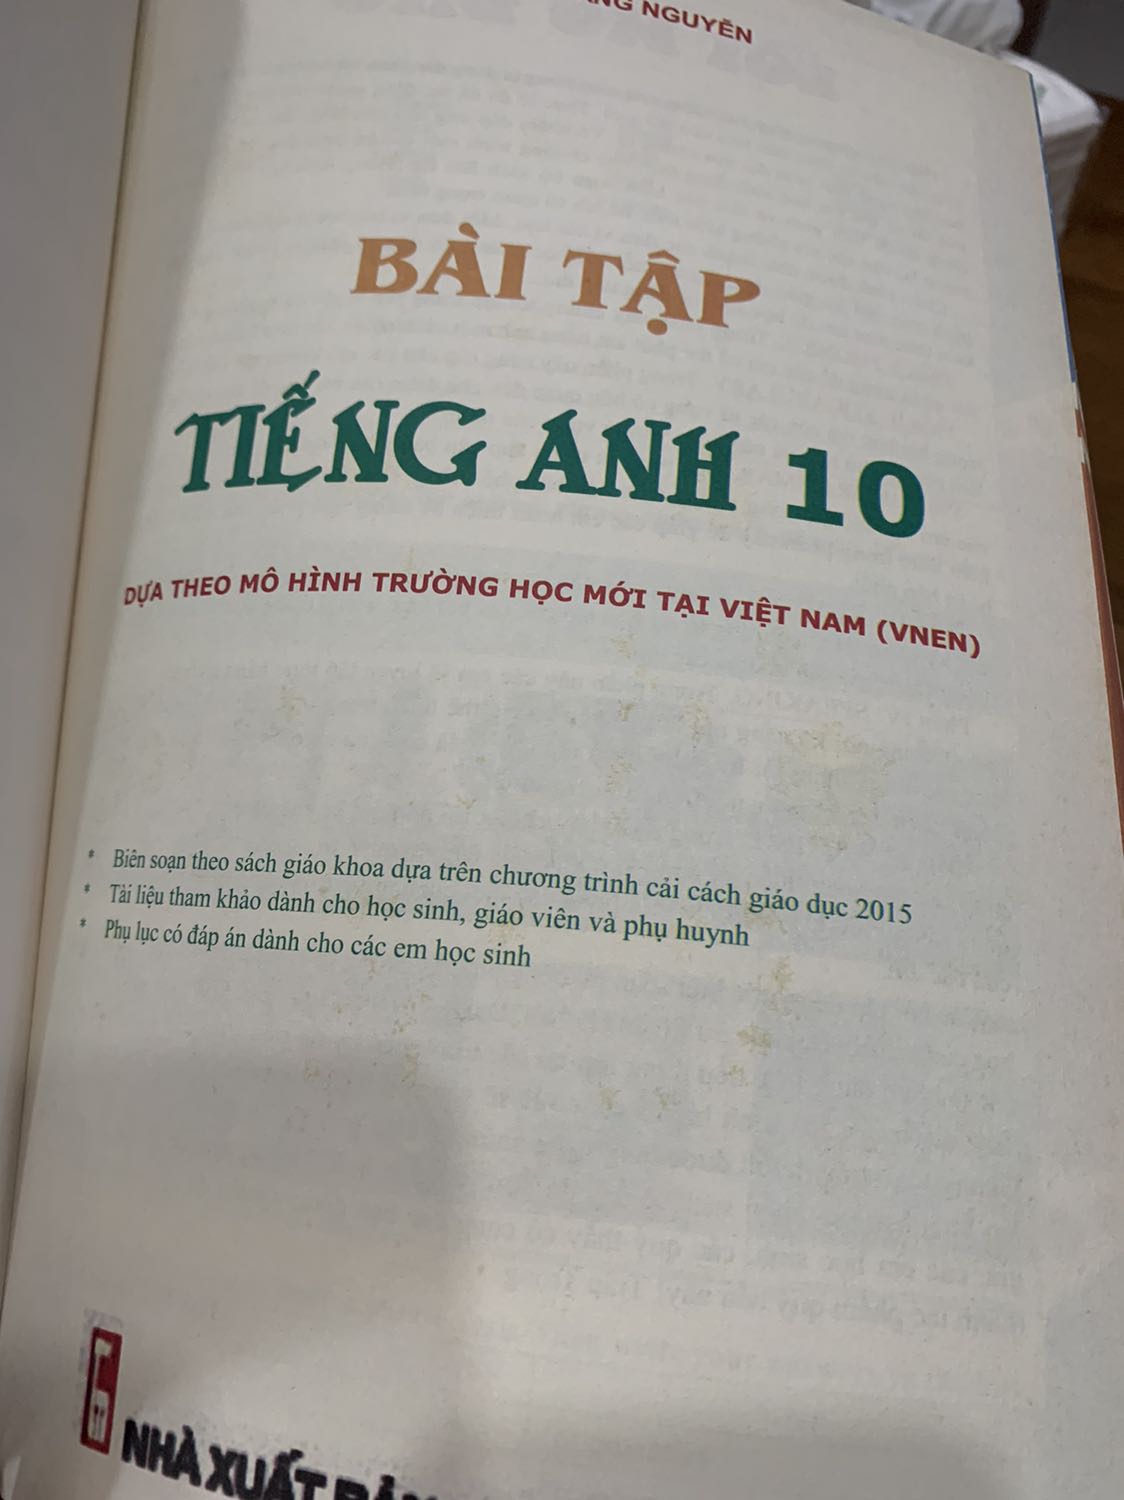 NGUYÊN
BÀI TẬP
TIẾNG ANH 10
DỰA THEO MÔ HÌNH TRƯỜNG HỌC MỚI TẠI VIỆT NAM (VNEN)
* Biên soạn theo sách giáo khoa dựa trên chương trình cải cách giáo dục 2015
* Tài liệu tham khảo dành cho học sinh, giáo viên và phụ huynh
* Phụ lục có đáp án dành cho các em học sinh
NHÀ XUẤT BẢN